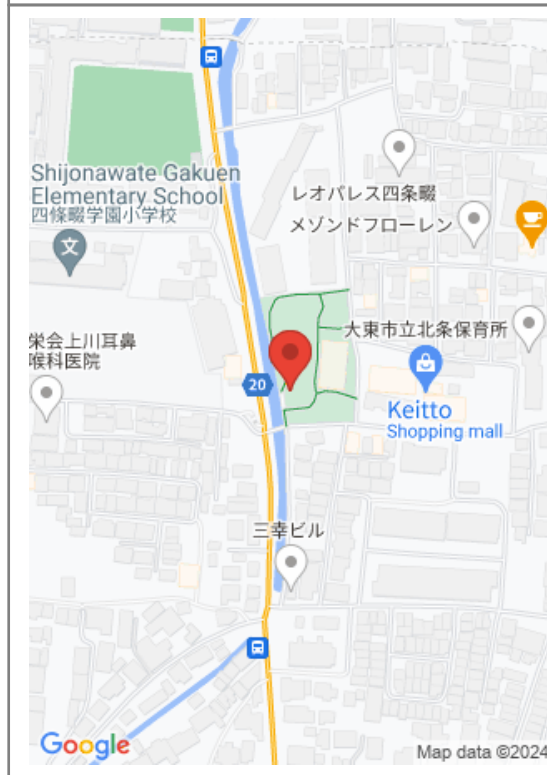 Shijonawate Gakuen
Elementary School
四條畷学園小学校
文
レオパレス四条畷
メゾンドフローレン
栄会上川耳鼻
喉科医院
大東市立北条保育所
20
Keitto
Shopping mall
三幸ビル
Google
Map data ©2024